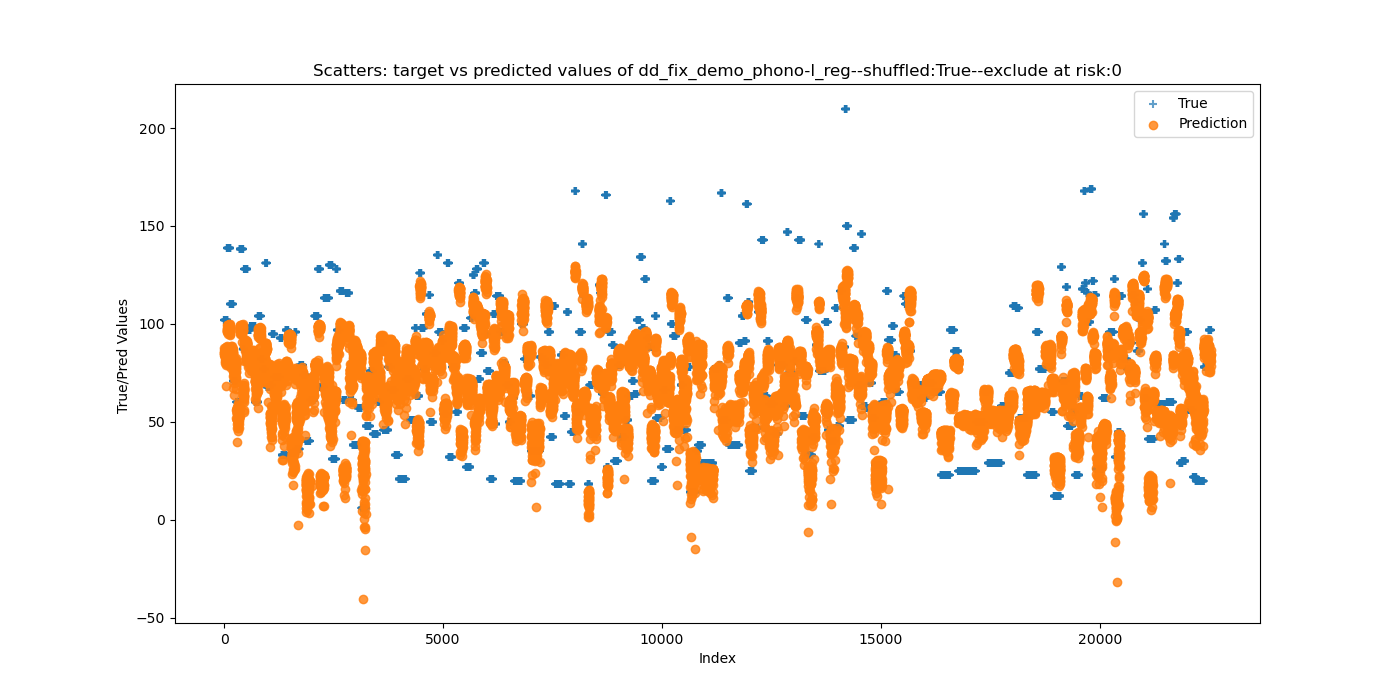 Scatters: target vs predicted values of dd_fix_demo_phono-l_reg--shuffled:True--exclude at risk:0
True
Prediction
True/Pred Values
200
150
100
50
0
−50
0
5000
10000
15000
20000
Index